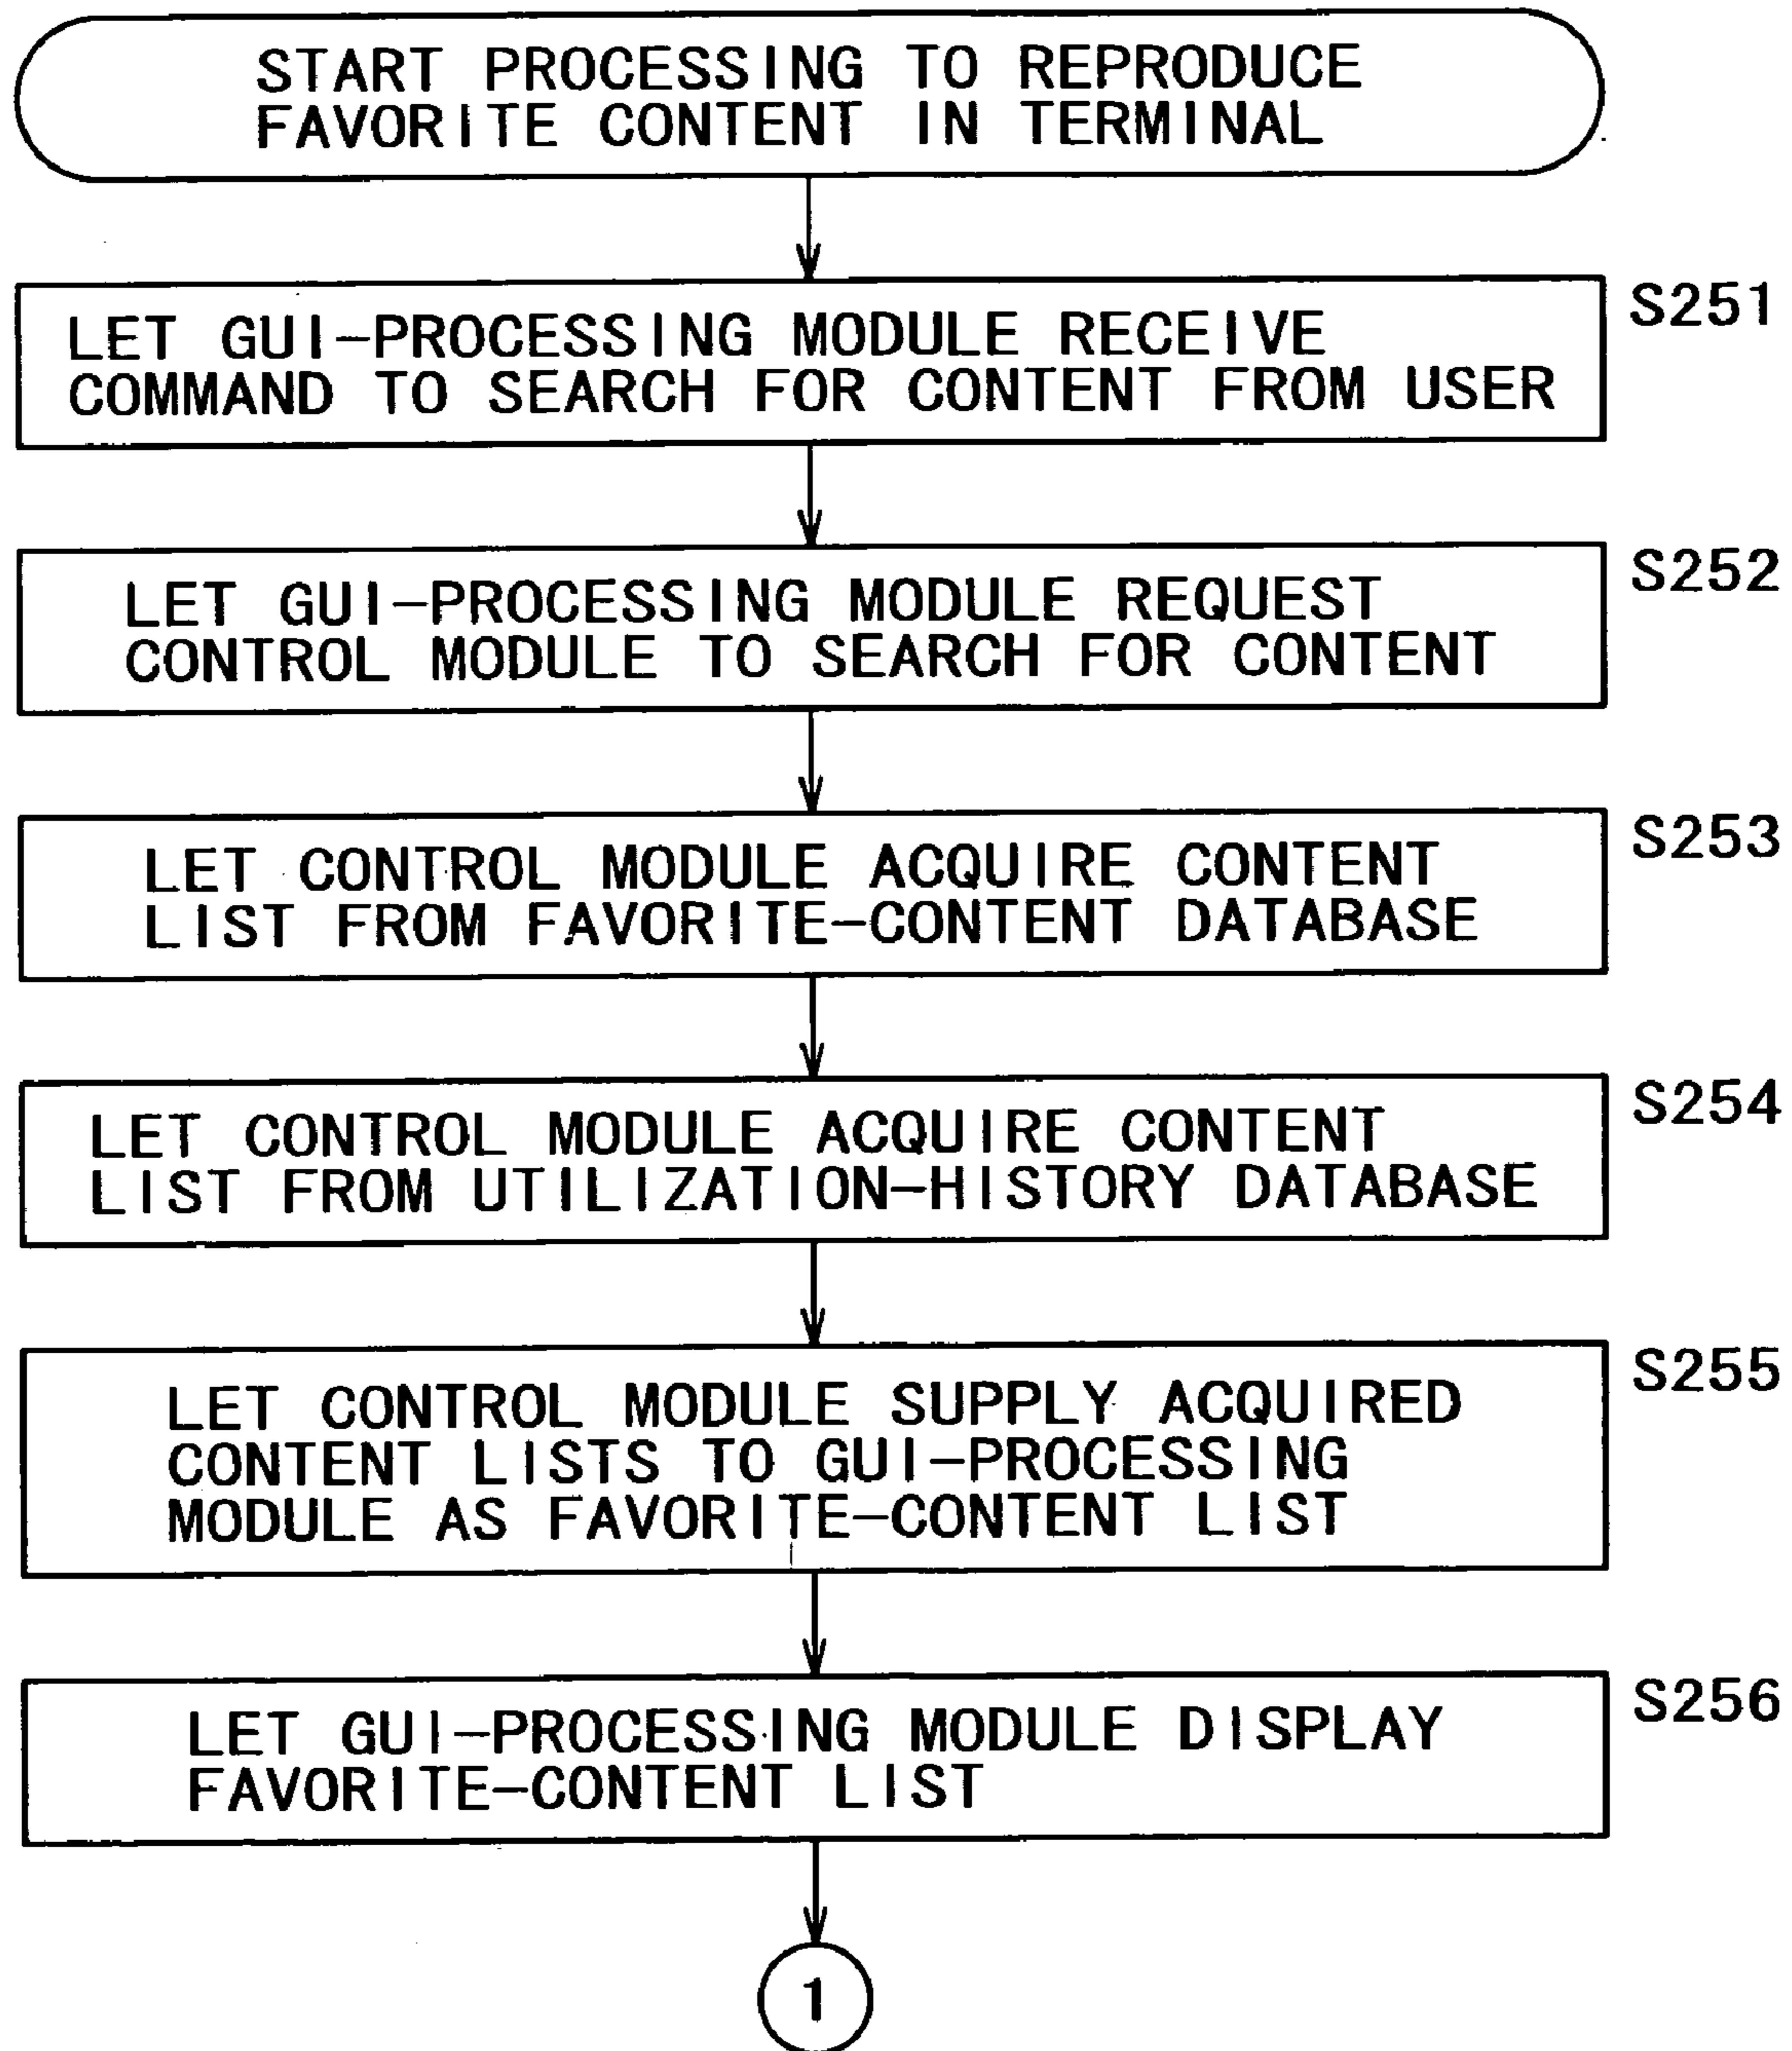 START PROCESSING TO REPRODUCE
FAVORITE CONTENT IN TERMINAL
S251
LET GUI-PROCESSING MODULE RECEIVE
COMMAND TO SEARCH FOR CONTENT FROM USER
S252
LET GUI-PROCESSING MODULE REQUEST
CONTROL MODULE TO SEARCH FOR CONTENT
S253
LET CONTROL MODULE ACQUIRE CONTENT
LIST FROM FAVORITE-CONTENT DATABASE
S254
LET CONTROL MODULE ACQUIRE CONTENT
LIST FROM UTILIZATION-HISTORY DATABASE
S255
LET CONTROL MODULE SUPPLY ACQUIRED
CONTENT LISTS TO GUI-PROCESSING
MODULE AS FAVORITE-CONTENT LIST
S256
LET GUI-PROCESSING MODULE DISPLAY
FAVORITE-CONTENT LIST
1